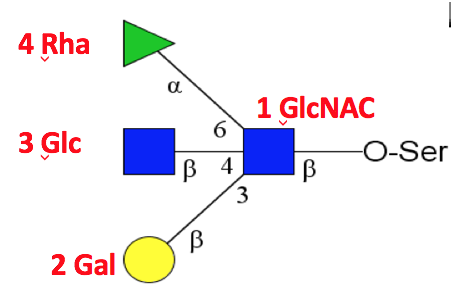 4 Rha
α
1 GlcNAC
6
3 Glc
β
4
β
O-Ser
3
β
2 Gal